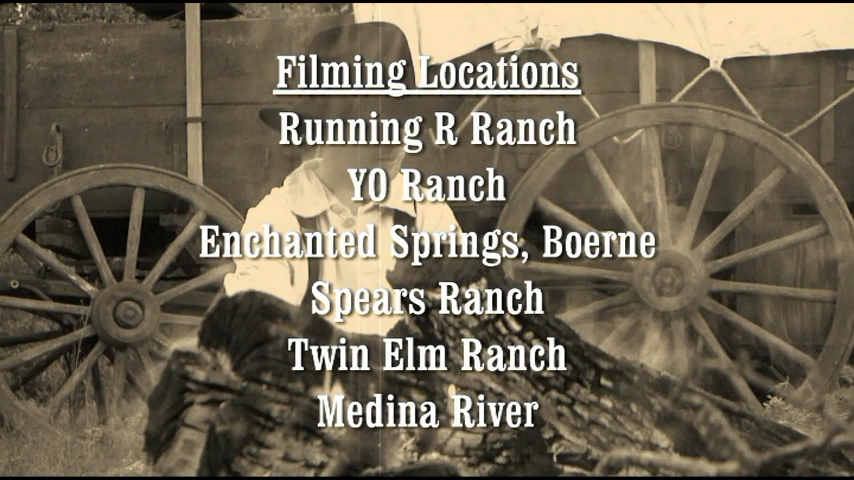 Filming Locations
Running R Ranch
YO Ranch
Enchanted Springs, Boerne
Spears Ranch
Twin Elm Ranch
Medina River